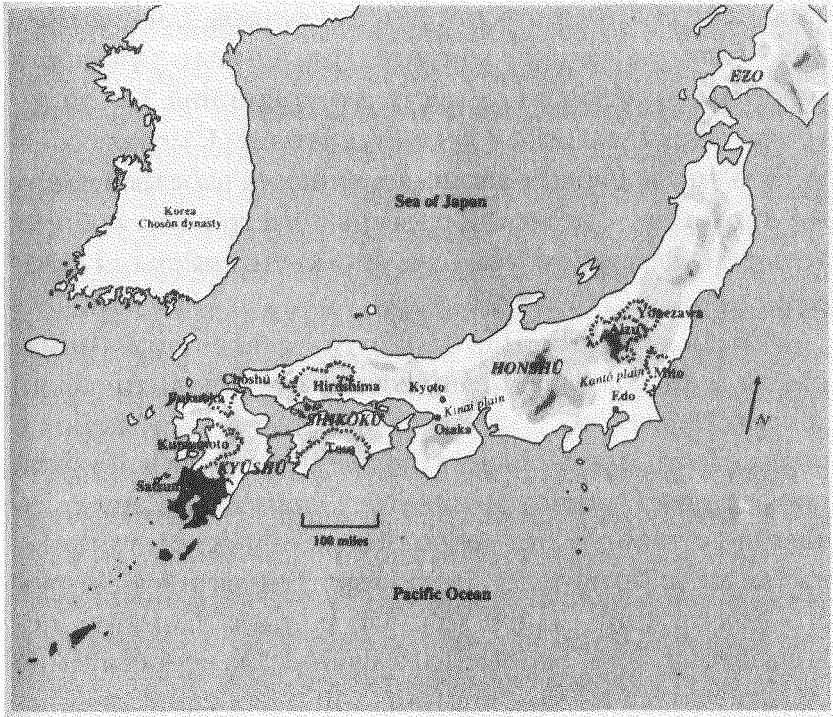 EZO
Sea of Japan
Korea
Chosŏn dynasty
Yonezawa
Aizu
HONSHŪ
Kantō plain
Mito
Chōshū
Hiroshima
Kyoto
Edo
Fukuoka
Kinai plain
SHIKOKU
Osaka
Kumamoto
Tosa
KYŪSHŪ
Satsuma
N
100 miles
Pacific Ocean